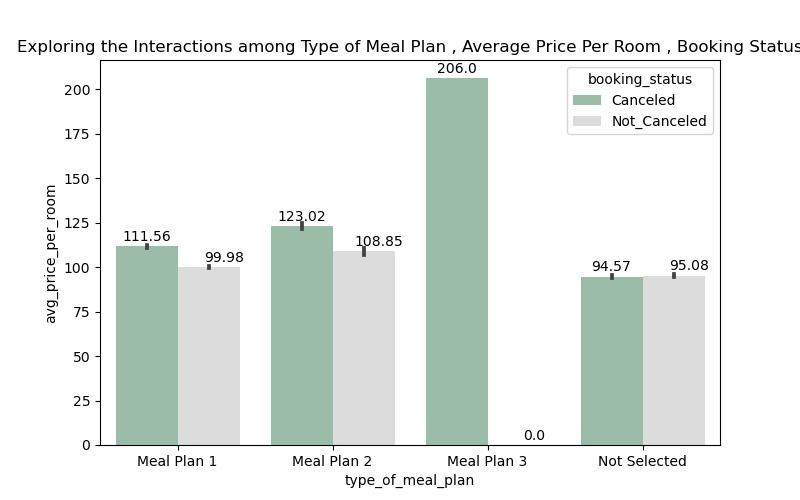 Exploring the Interactions among Type of Meal Plan , Average Price Per Room , Booking Status
206.0
booking_status
Canceled
Not_Canceled
123.02
108.85
111.56
99.98
94.57
95.08
0.0
200
175
150
125
100
75
50
25
0
avg_price_per_room
Meal Plan 1
Meal Plan 2
Meal Plan 3
Not Selected
type_of_meal_plan